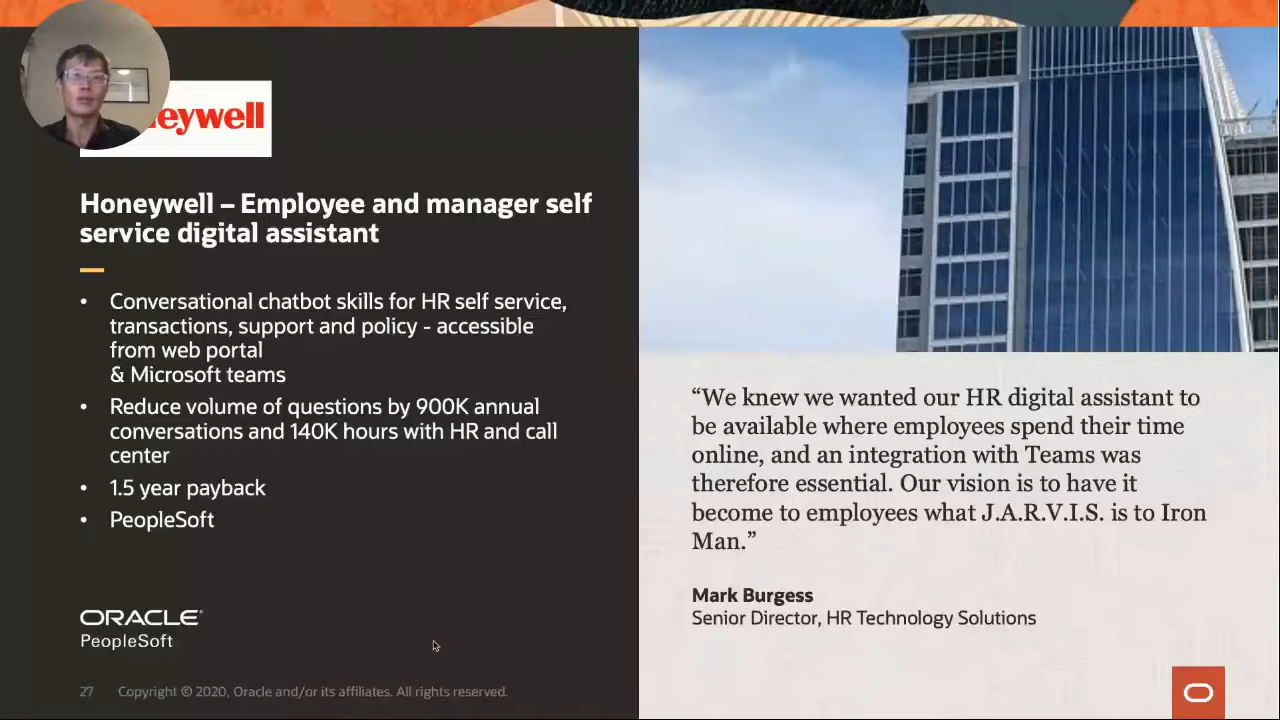 eywell
Honeywell – Employee and manager self
service digital assistant
• Conversational chatbot skills for HR self service,
transactions, support and policy - accessible
from web portal
& Microsoft teams
• Reduce volume of questions by 900K annual
conversations and 140K hours with HR and call
center
• 1.5 year payback
• PeopleSoft
ORACLE
PeopleSoft
27 Copyright © 2020, Oracle and/or its affiliates. All rights reserved.
“We knew we wanted our HR digital assistant to
be available where employees spend their time
online, and an integration with Teams was
therefore essential. Our vision is to have it
become to employees what J.A.R.V.I.S. is to Iron
Man.”
Mark Burgess
Senior Director, HR Technology Solutions